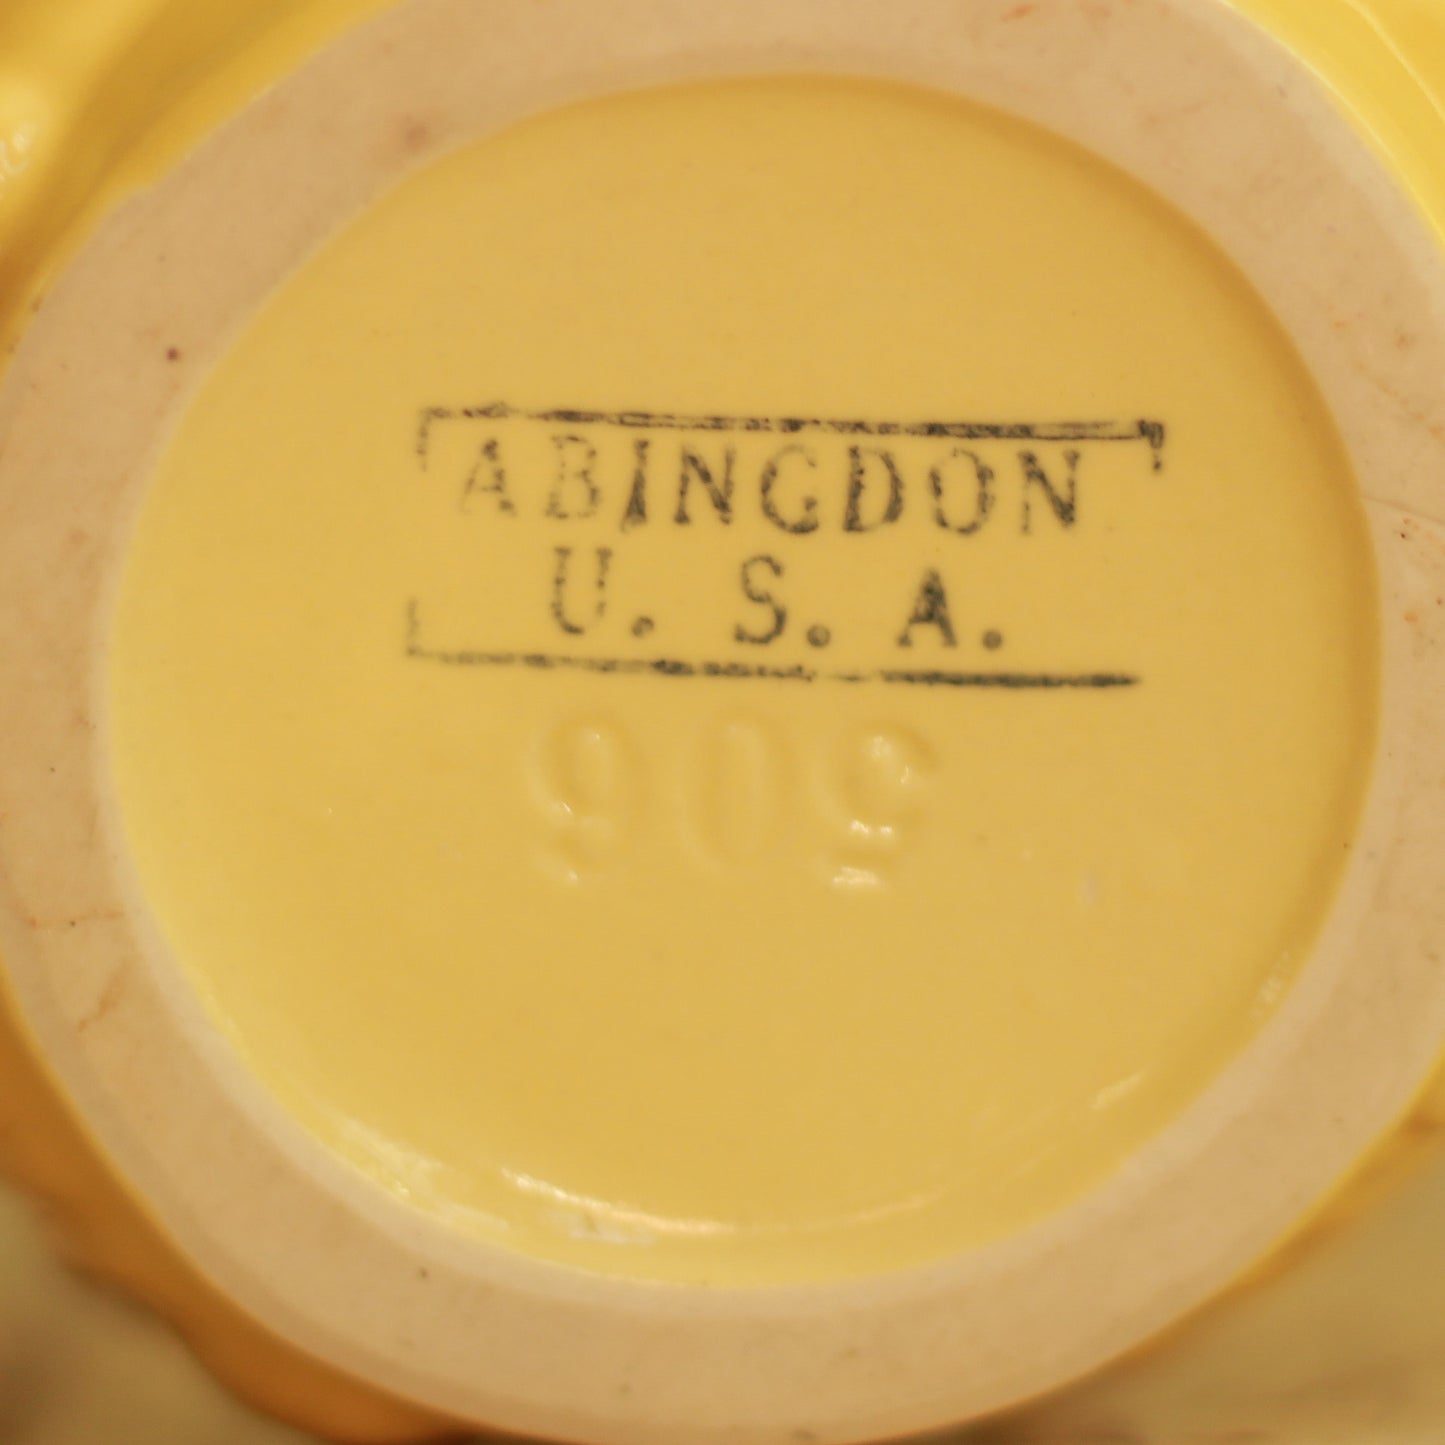 ABINGDON
U. S. A.
506